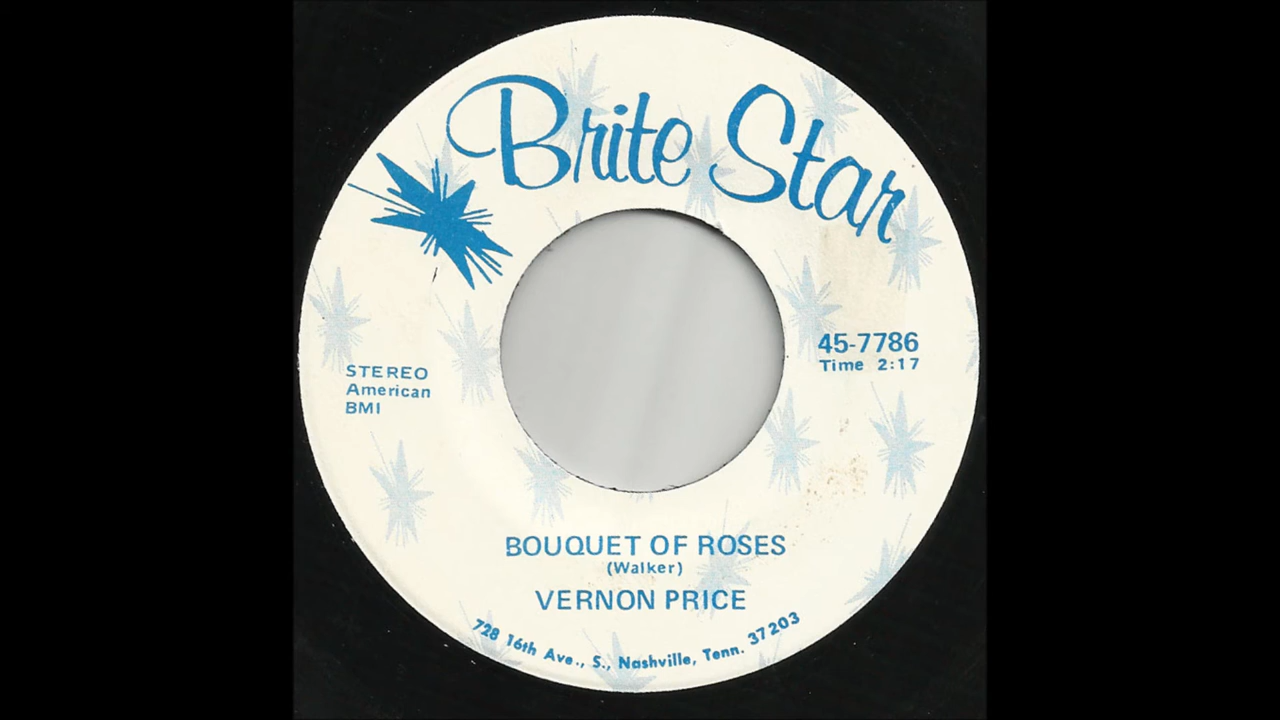 Brite Star
45-7786
Time 2:17
STEREO
American
BMI
BOUQUET OF ROSES
(Walker)
VERNON PRICE
728 16th Ave., S., Nashville, Tenn. 37203